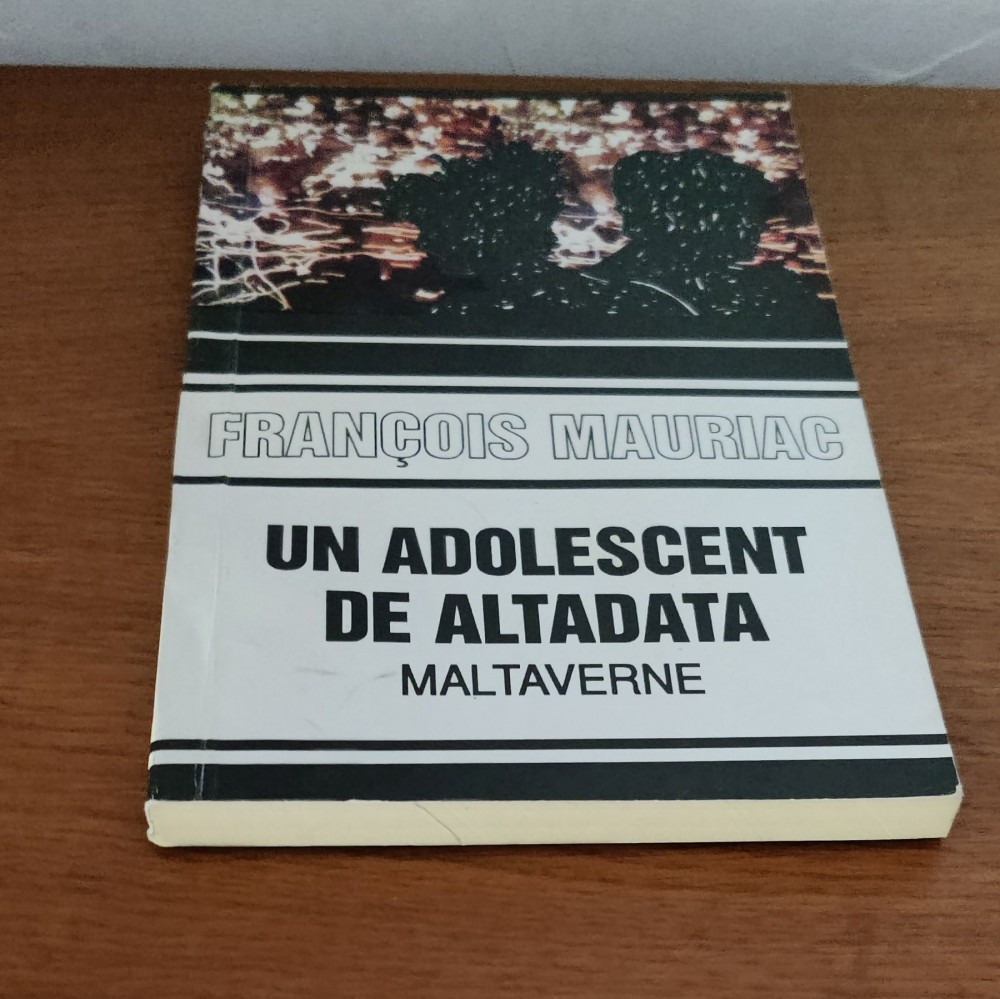 FRANÇOIS MAURIAC
UN ADOLESCENT
DE ALTADATA
MALTAVERNE